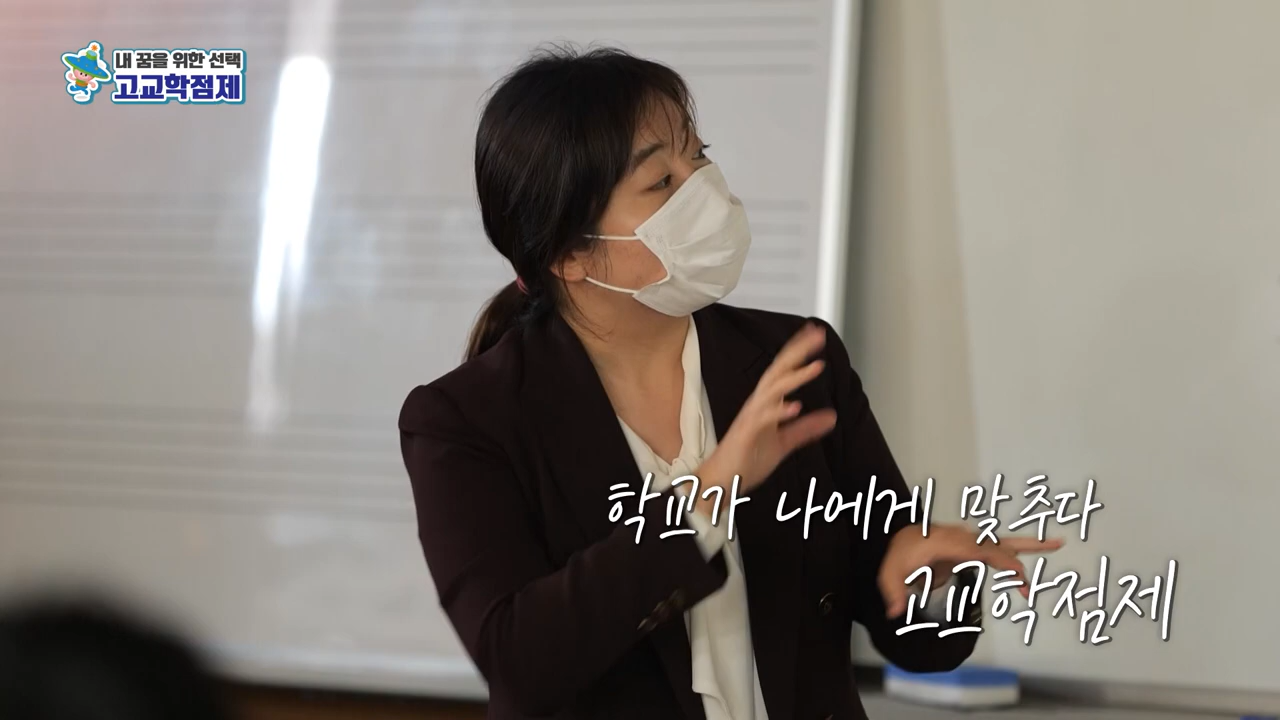 내 꿈을 위한 선택
고교학점제
학교가 나에게 맞추다
고교학점제